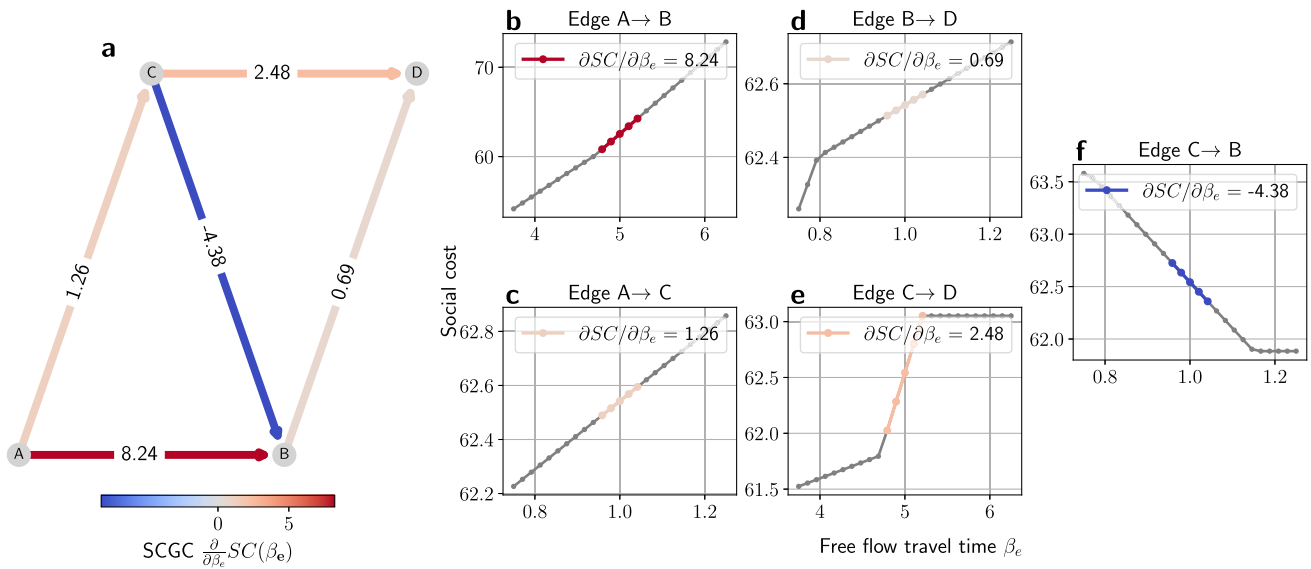 a
C
2.48
D
1.26
-4.38
0.69
A
8.24
B
0
5
SCGC ∂/∂β_e SC(β_e)
Social cost
b
Edge A→ B
∂SC/∂β_e = 8.24
70
60
4
5
6
c
Edge A→ C
∂SC/∂β_e = 1.26
62.8
62.6
62.4
62.2
0.8
1.0
1.2
d
Edge B→ D
∂SC/∂β_e = 0.69
62.6
62.4
0.8
1.0
1.2
e
Edge C→ D
∂SC/∂β_e = 2.48
63.0
62.5
62.0
61.5
4
5
6
Free flow travel time β_e
f
Edge C→ B
∂SC/∂β_e = -4.38
63.5
63.0
62.5
62.0
0.8
1.0
1.2